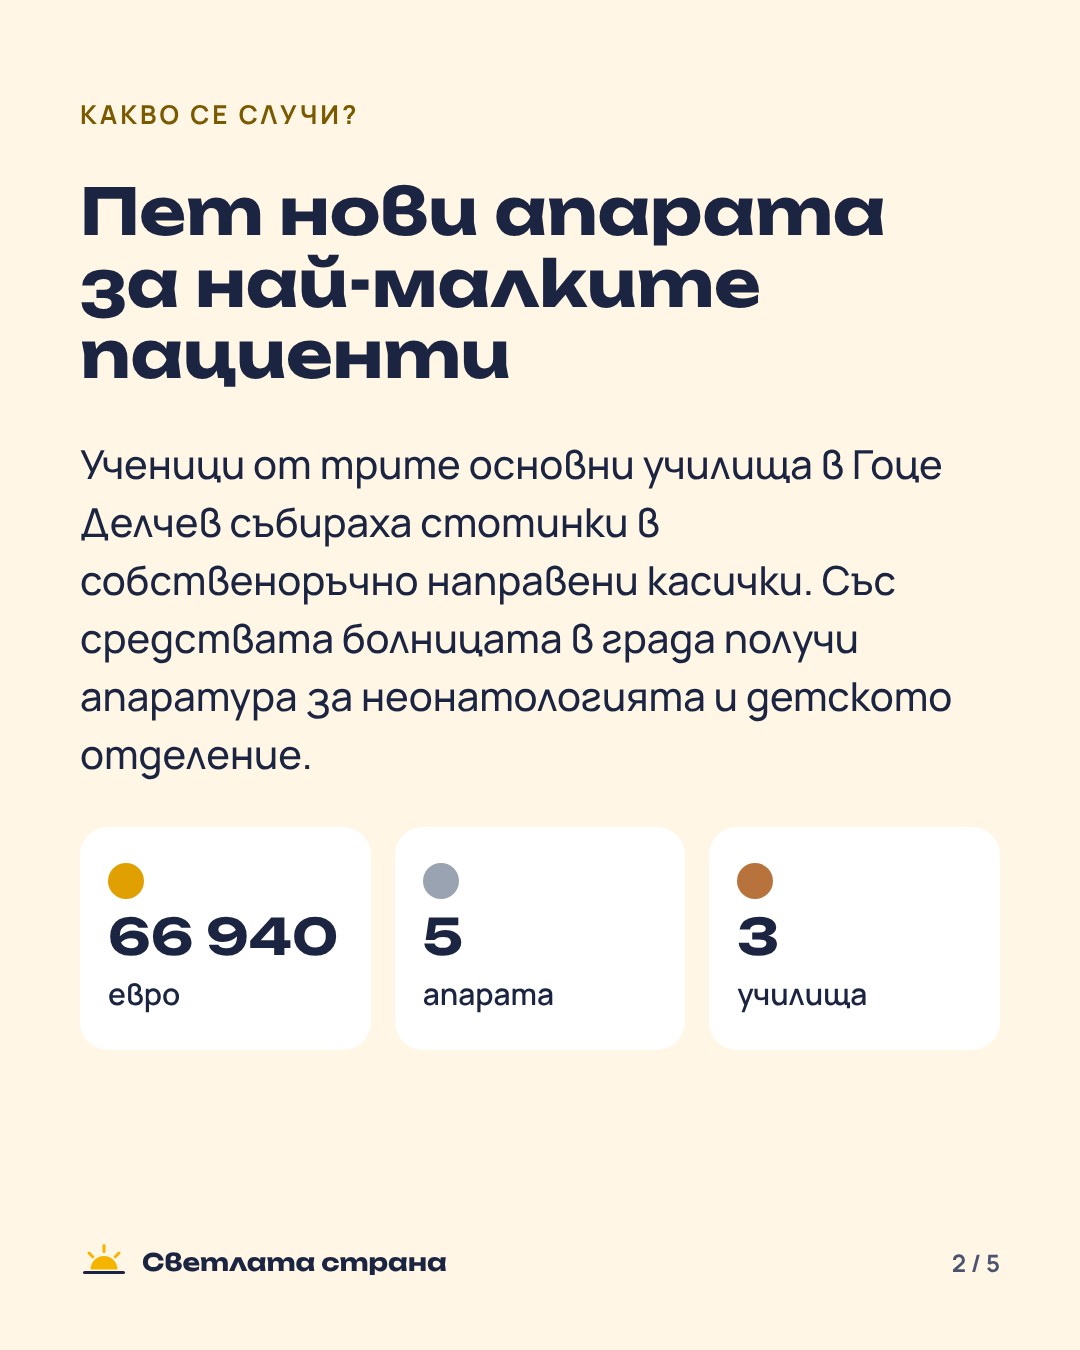 КАКВО СЕ СЛУЧИ?
Пет нови апарата
за най-малките
пациенти
Ученици от трите основни училища в Гоце
Делчев събираха стотинки в
собственоръчно направени касички. Със
средствата болницата в града получи
апаратура за неонатологията и детското
отделение.
66 940
евро
5
апарата
3
училища
Светлата страна
2 / 5